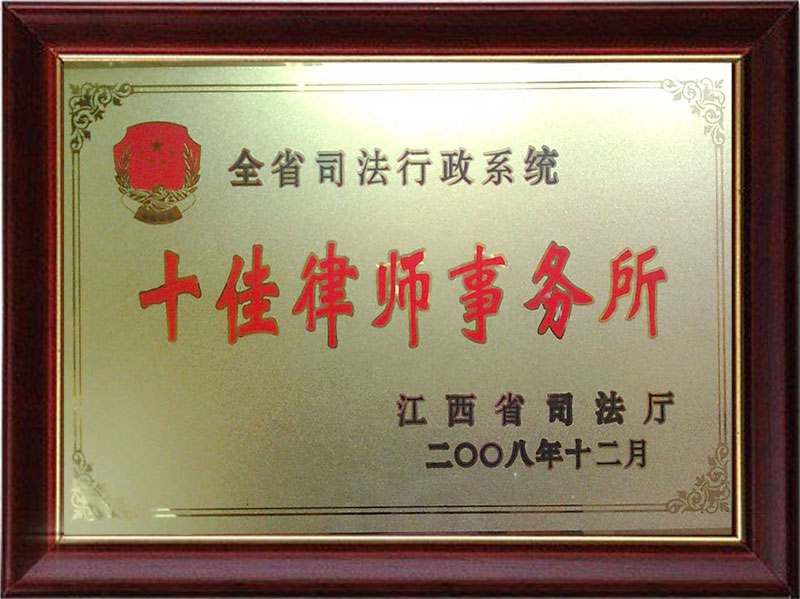 全省司法行政系统
十佳律师事务所
江西省司法厅
二〇〇八年十二月